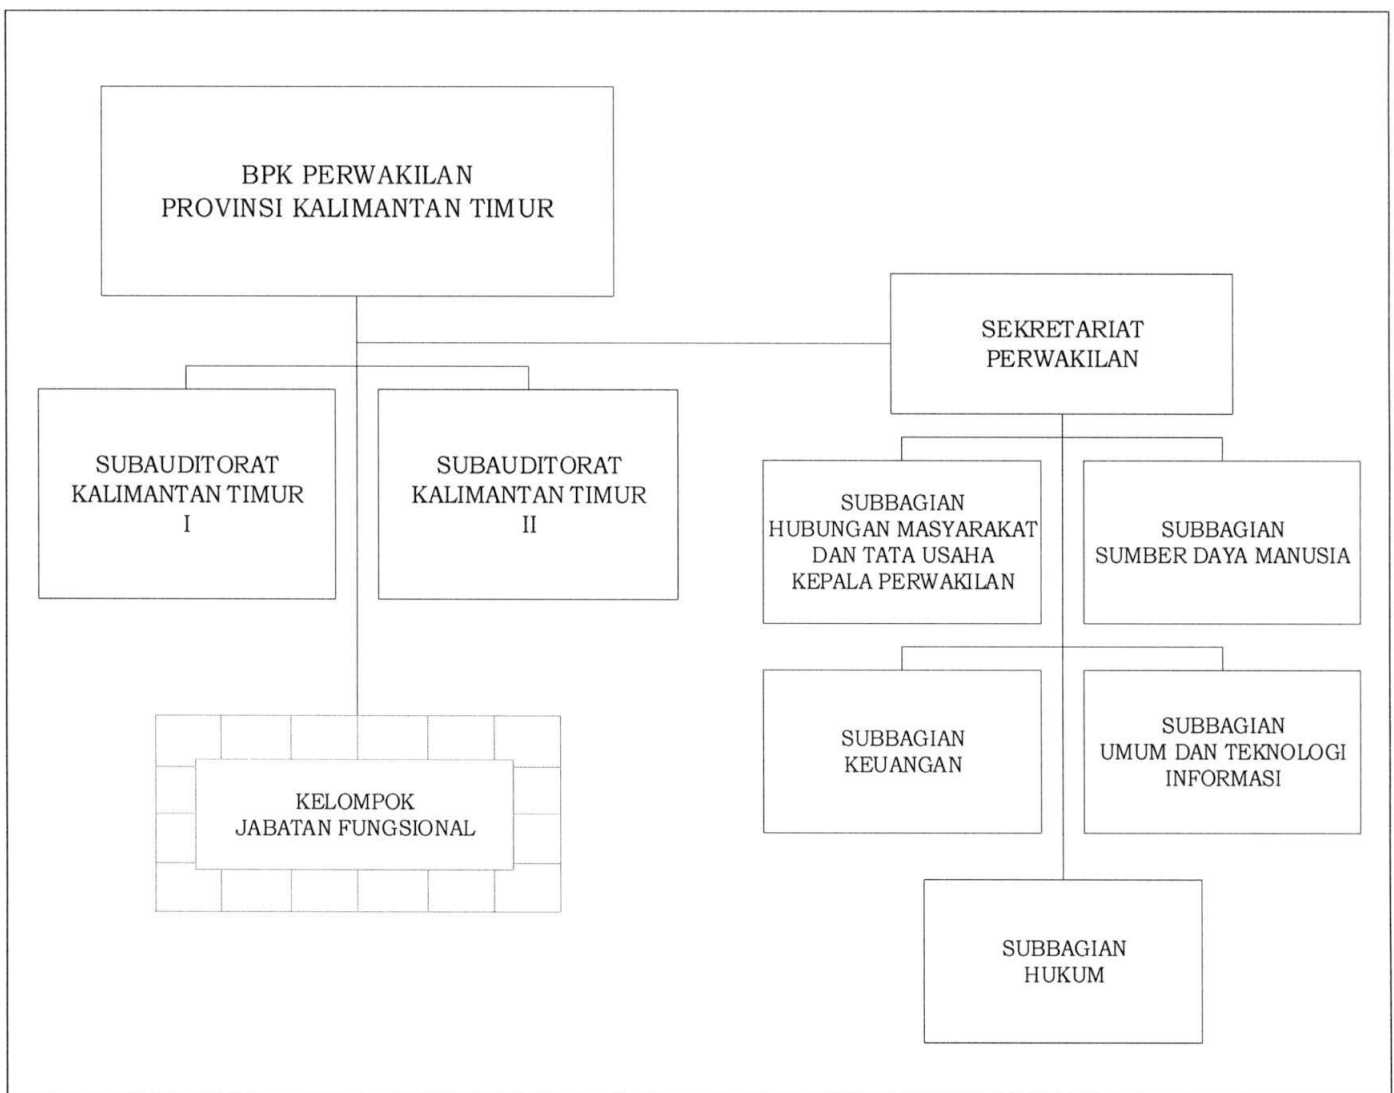 BPK PERWAKILAN
PROVINSI KALIMANTAN TIMUR
SEKRETARIAT
PERWAKILAN
SUBAUDITORAT
KALIMANTAN TIMUR
I
SUBAUDITORAT
KALIMANTAN TIMUR
II
SUBBAGIAN
HUBUNGAN MASYARAKAT
DAN TATA USAHA
KEPALA PERWAKILAN
SUBBAGIAN
SUMBER DAYA MANUSIA
SUBBAGIAN
KEUANGAN
SUBBAGIAN
UMUM DAN TEKNOLOGI
INFORMASI
KELOMPOK
JABATAN FUNGSIONAL
SUBBAGIAN
HUKUM